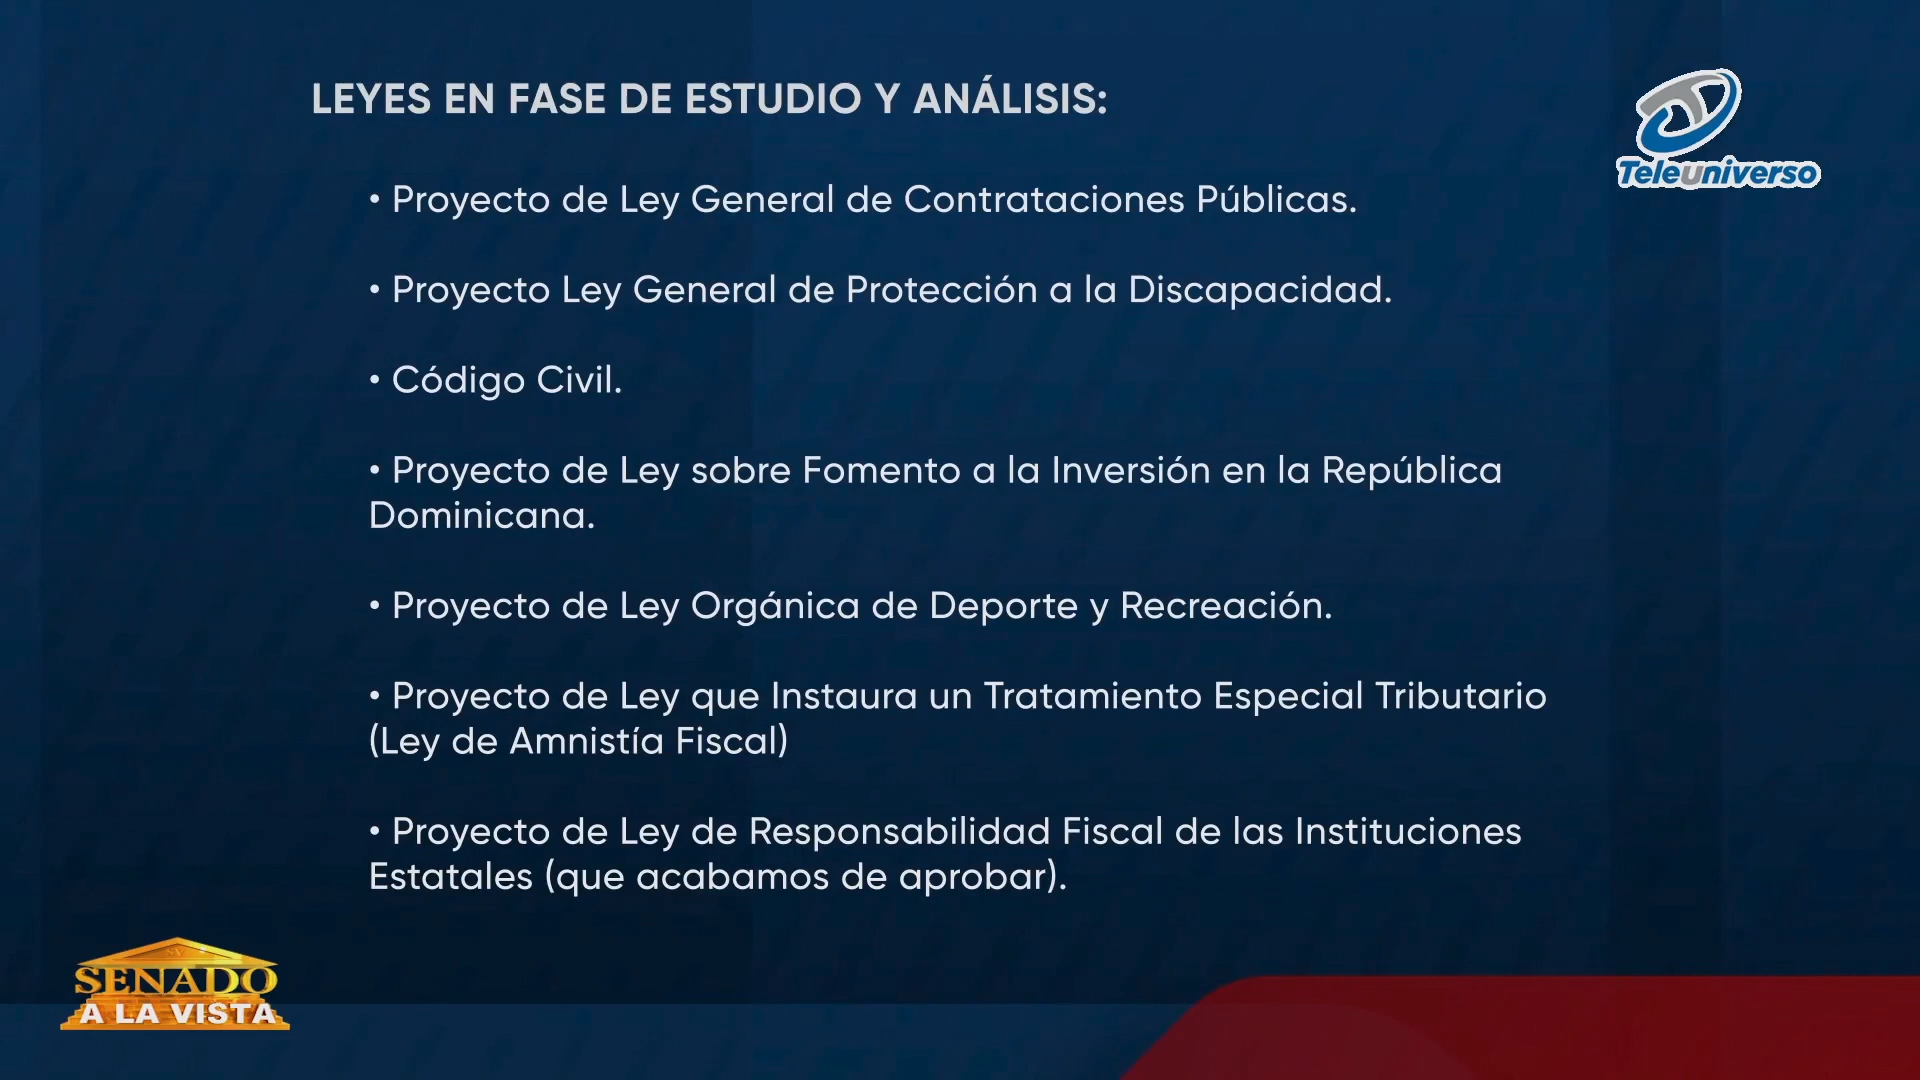 LEYES EN FASE DE ESTUDIO Y ANÁLISIS:
Teleuniverso
• Proyecto de Ley General de Contrataciones Públicas.
• Proyecto Ley General de Protección a la Discapacidad.
• Código Civil.
• Proyecto de Ley sobre Fomento a la Inversión en la República
Dominicana.
• Proyecto de Ley Orgánica de Deporte y Recreación.
• Proyecto de Ley que Instaura un Tratamiento Especial Tributario
(Ley de Amnistía Fiscal)
• Proyecto de Ley de Responsabilidad Fiscal de las Instituciones
Estatales (que acabamos de aprobar).
SENADO
A LA VISTA